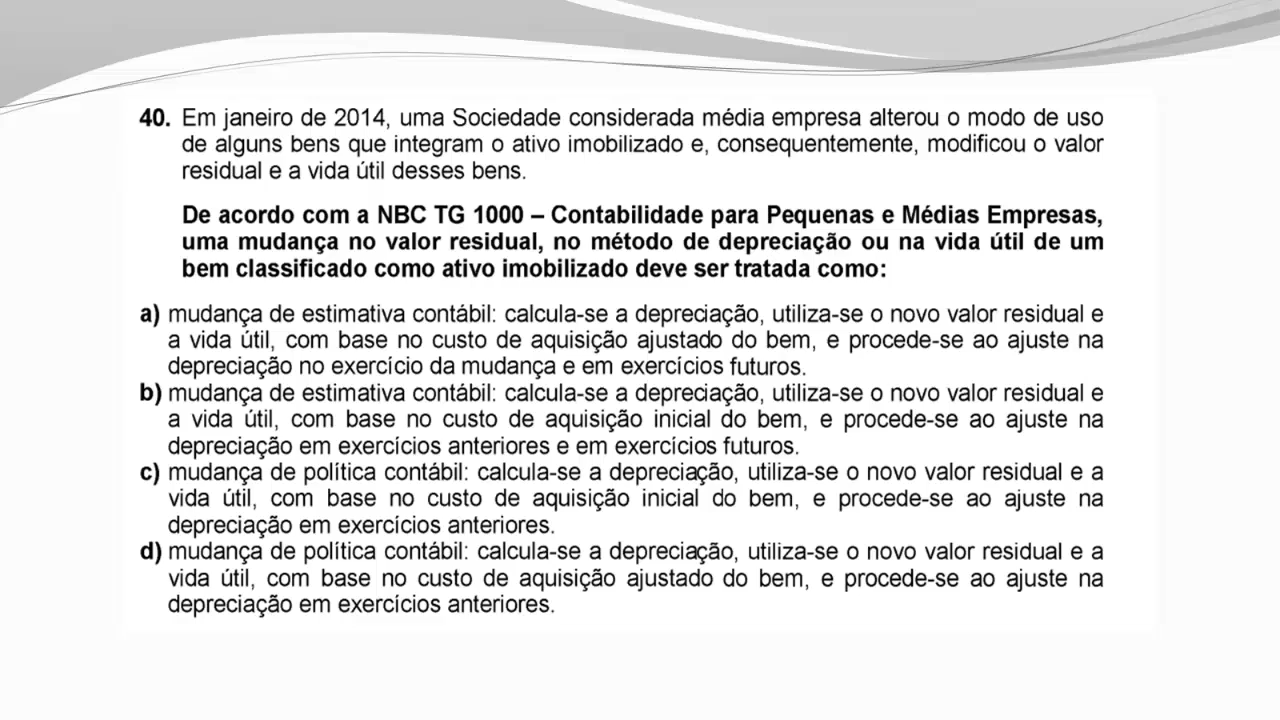 40. Em janeiro de 2014, uma Sociedade considerada média empresa alterou o modo de uso
de alguns bens que integram o ativo imobilizado e, consequentemente, modificou o valor
residual e a vida útil desses bens.
De acordo com a NBC TG 1000 – Contabilidade para Pequenas e Médias Empresas,
uma mudança no valor residual, no método de depreciação ou na vida útil de um
bem classificado como ativo imobilizado deve ser tratada como:
a) mudança de estimativa contábil: calcula-se a depreciação, utiliza-se o novo valor residual e
a vida útil, com base no custo de aquisição ajustado do bem, e procede-se ao ajuste na
depreciação no exercício da mudança e em exercícios futuros.
b) mudança de estimativa contábil: calcula-se a depreciação, utiliza-se o novo valor residual e
a vida útil, com base no custo de aquisição inicial do bem, e procede-se ao ajuste na
depreciação em exercícios anteriores e em exercícios futuros.
c) mudança de política contábil: calcula-se a depreciação, utiliza-se o novo valor residual e a
vida útil, com base no custo de aquisição inicial do bem, e procede-se ao ajuste na
depreciação em exercícios anteriores.
d) mudança de política contábil: calcula-se a depreciação, utiliza-se o novo valor residual e a
vida útil, com base no custo de aquisição ajustado do bem, e procede-se ao ajuste na
depreciação em exercícios anteriores.